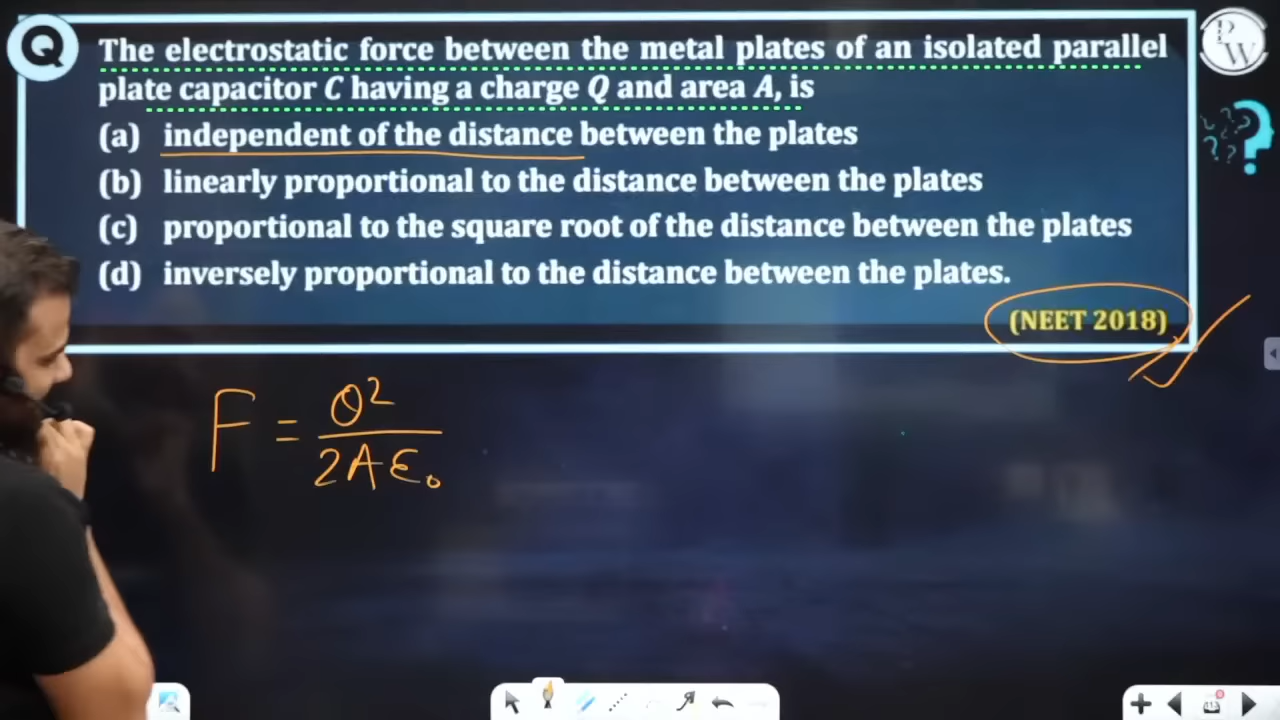 Q
The electrostatic force between the metal plates of an isolated parallel
plate capacitor C having a charge Q and area A, is
(a) independent of the distance between the plates
(b) linearly proportional to the distance between the plates
(c) proportional to the square root of the distance between the plates
(d) inversely proportional to the distance between the plates.
(NEET 2018)
PW
F = Q²/2Aε₀